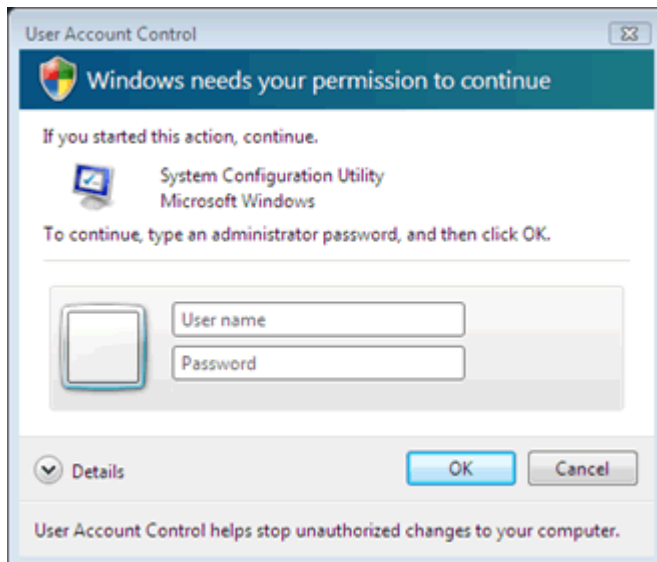 User Account Control
Windows needs your permission to continue
If you started this action, continue.
System Configuration Utility
Microsoft Windows
To continue, type an administrator password, and then click OK.
User name
Password
Details
OK
Cancel
User Account Control helps stop unauthorized changes to your computer.